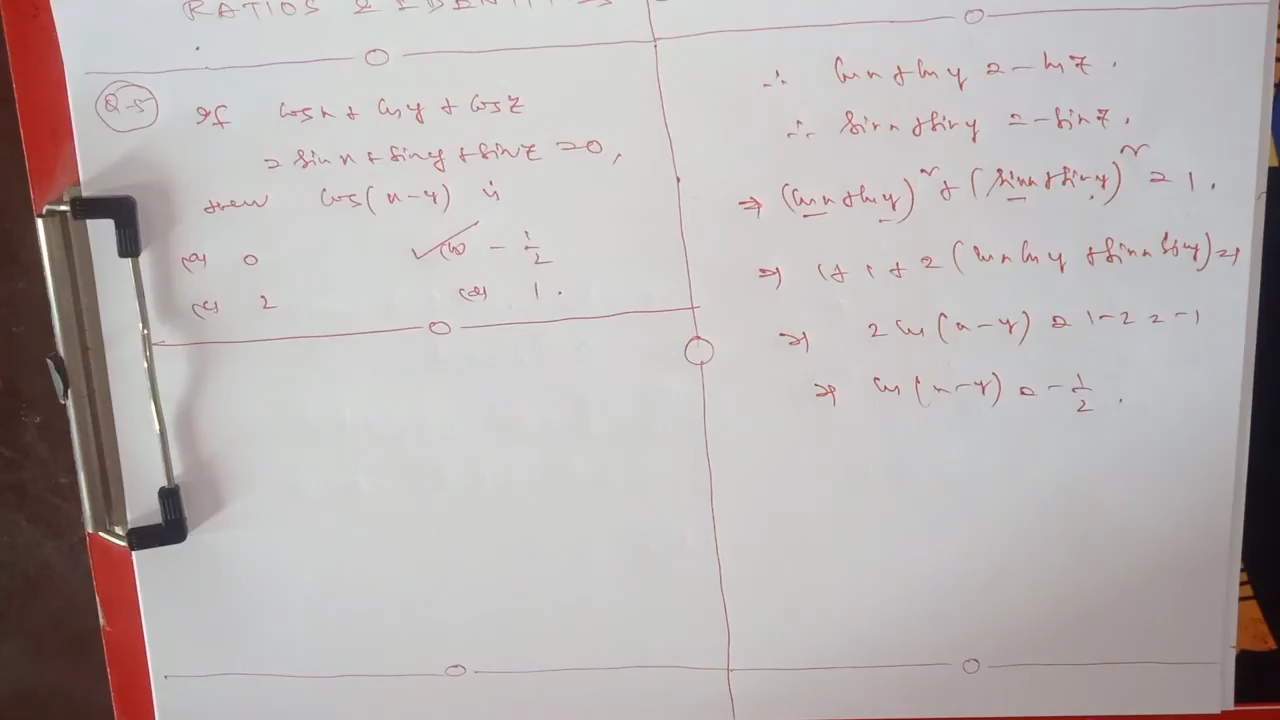 RATIOS & IDENTITIES
Q-5 If cos x + cos y + cos z
= sin x + sin y + sin z = 0,
then cos(x-y) is
(a) 0 (b) - 1/2
(c) 2 (d) 1.
∴ cos x + cos y = - cos z.
∴ sin x + sin y = - sin z.
⇒ (cos x + cos y)² + (sin x + sin y)² = 1.
⇒ 1 + 1 + 2 (cos x cos y + sin x sin y) = 1
⇒ 2 cos (x-y) = 1-2 = -1
⇒ cos (x-y) = - 1/2.